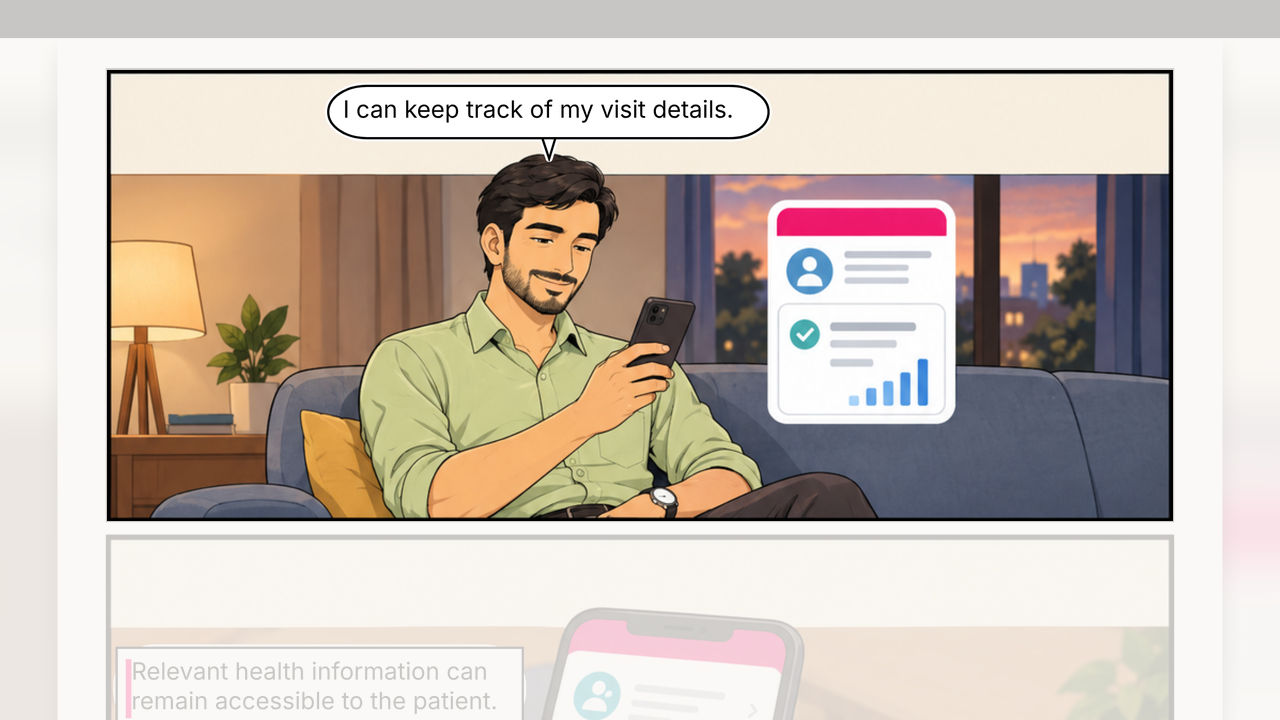 I can keep track of my visit details.
Relevant health information can
remain accessible to the patient.